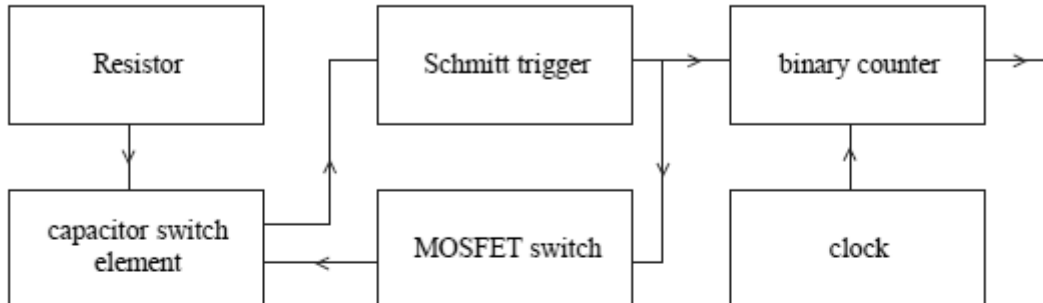 Resistor
Schmitt trigger
binary counter
capacitor switch
element
MOSFET switch
clock